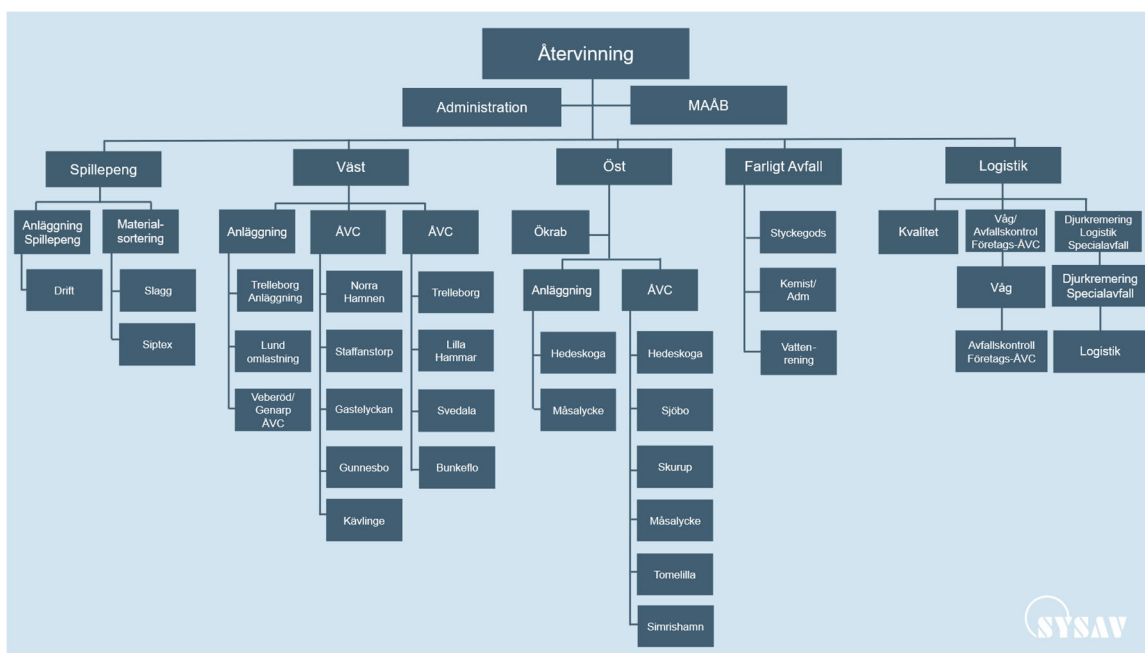 Återvinning
Administration
MAÅB
Spillepeng
Väst
Öst
Farligt Avfall
Logistik
Anläggning
Spillepeng
Material-
sortering
Drift
Slagg
Siptex
Anläggning
ÅVC
ÅVC
Trelleborg
Anläggning
Lund
omlastning
Veberöd/
Genarp
ÅVC
Norra
Hamnen
Staffanstorp
Gastelyckan
Gunnesbo
Kävlinge
Trelleborg
Lilla
Hammar
Svedala
Bunkeflo
Ökrab
Anläggning
ÅVC
Hedeskoga
Måsalycke
Hedeskoga
Sjöbo
Skurup
Måsalycke
Tomelilla
Simrishamn
Styckegods
Kemist/
Adm
Vatten-
rening
Kvalitet
Våg/
Avfallskontrol
Företags-ÅVC
Våg
Avfallskontroll
Företags-ÅVC
Djurkremering
Logistik
Specialavfall
Djurkremering
Specialavfall
Logistik
SYSAV